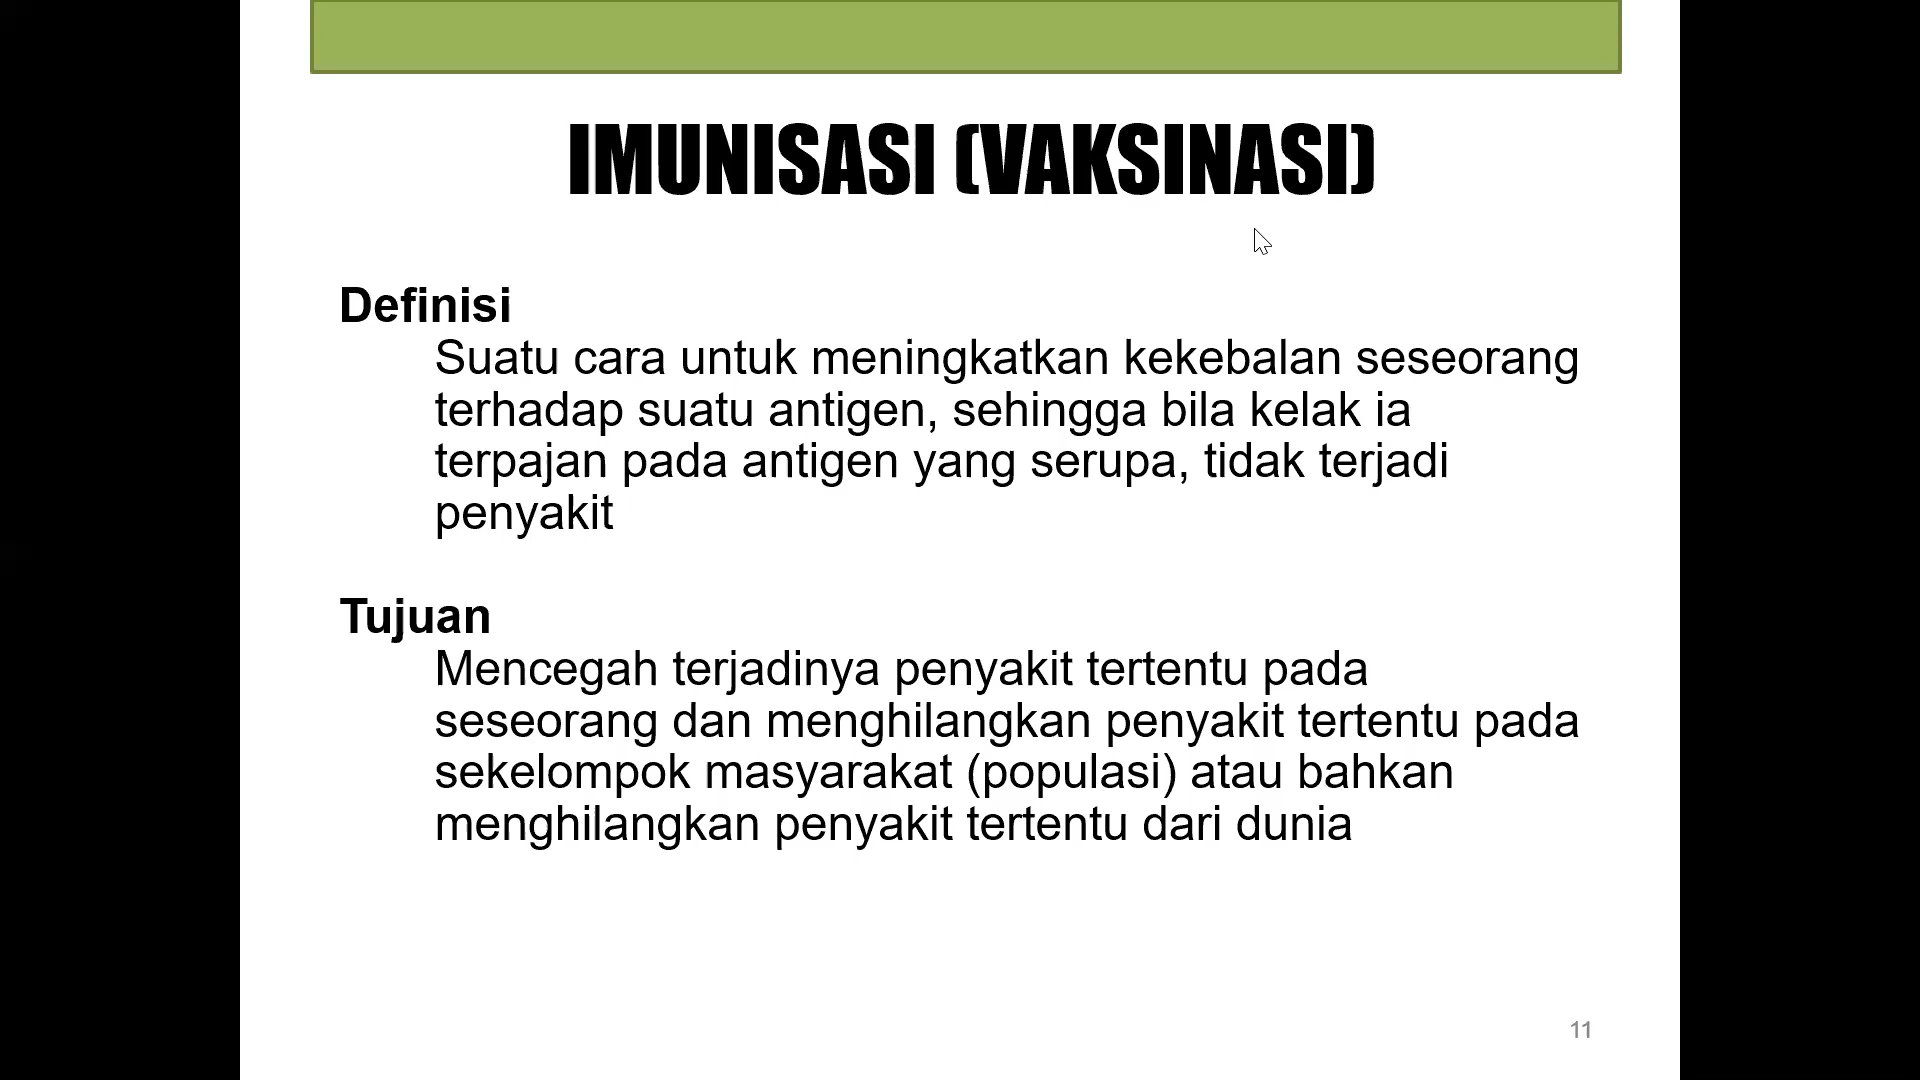 IMUNISASI (VAKSINASI)
Definisi
Suatu cara untuk meningkatkan kekebalan seseorang
terhadap suatu antigen, sehingga bila kelak ia
terpajan pada antigen yang serupa, tidak terjadi
penyakit
Tujuan
Mencegah terjadinya penyakit tertentu pada
seseorang dan menghilangkan penyakit tertentu pada
sekelompok masyarakat (populasi) atau bahkan
menghilangkan penyakit tertentu dari dunia
11